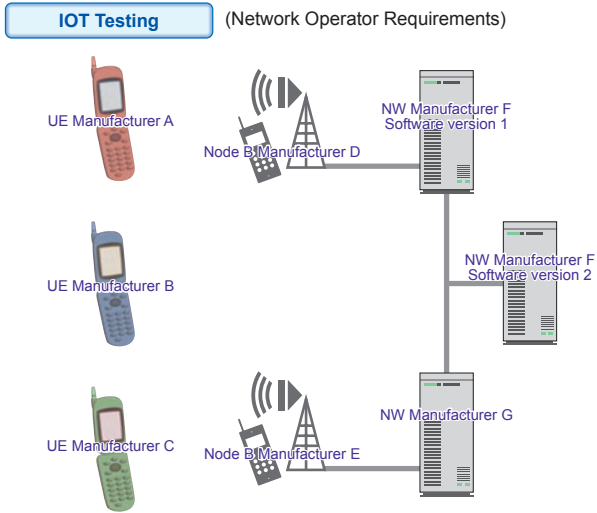 IOT Testing
(Network Operator Requirements)
UE Manufacturer A
Node B Manufacturer D
NW Manufacturer F
Software version 1
UE Manufacturer B
NW Manufacturer F
Software version 2
UE Manufacturer C
Node B Manufacturer E
NW Manufacturer G